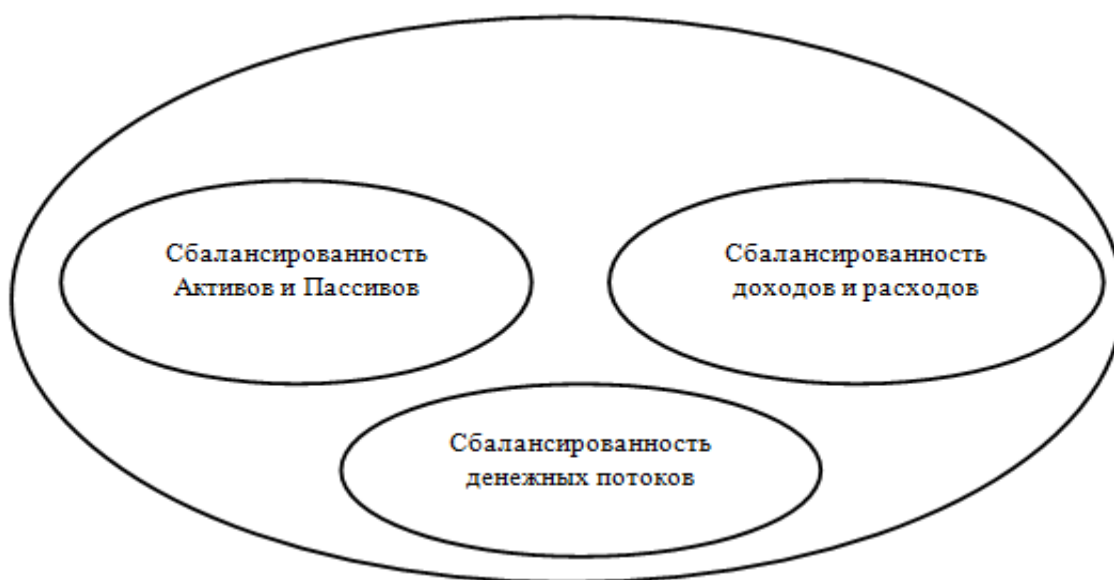 Сбалансированность
Активов и Пассивов
Сбалансированность
доходов и расходов
Сбалансированность
денежных потоков